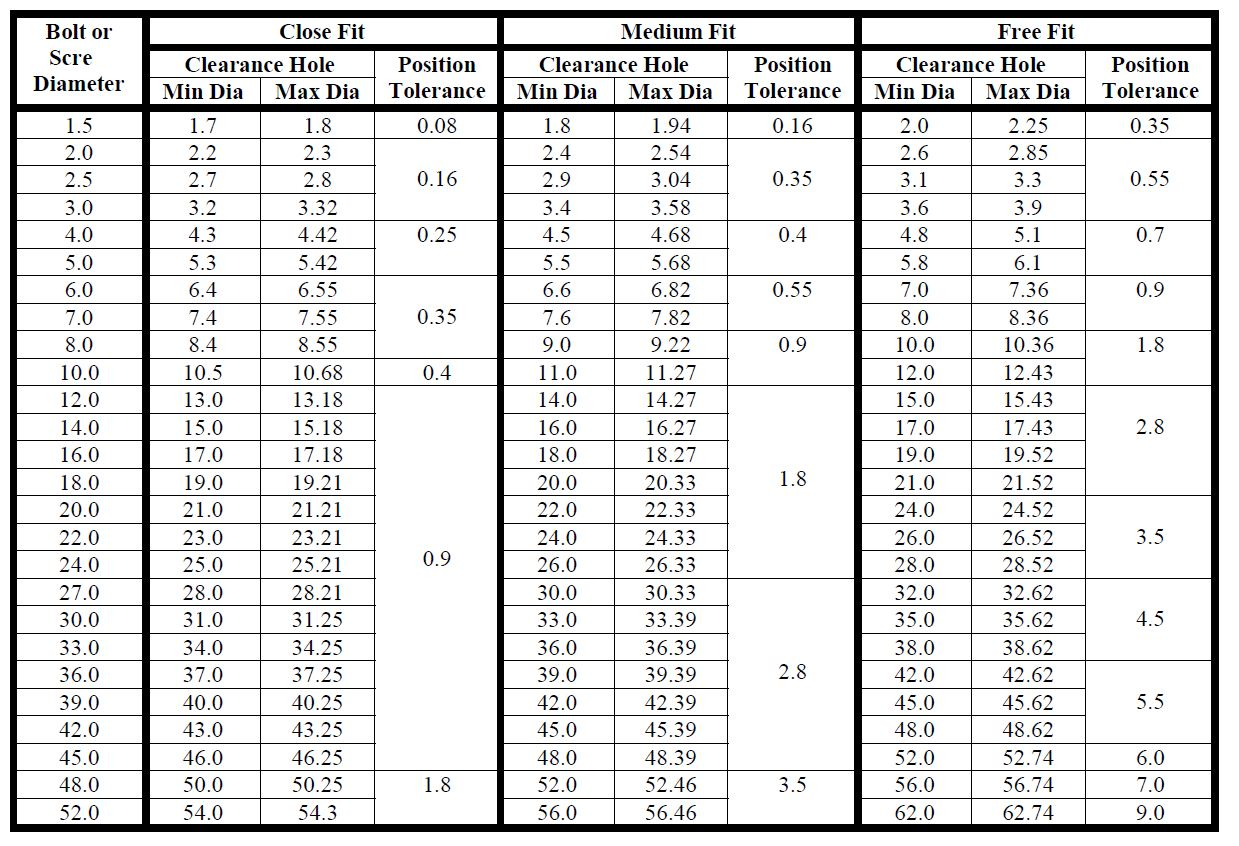 Bolt or Scre Diameter Close Fit Medium Fit Free Fit
Clearance Hole Position Tolerance Clearance Hole Position Tolerance Clearance Hole Position Tolerance
Min Dia Max Dia Min Dia Max Dia Min Dia Max Dia
1.5 1.7 1.8 0.08 1.8 1.94 0.16 2.0 2.25 0.35
2.0 2.2 2.3 2.4 2.54 2.6 2.85
2.5 2.7 2.8 0.16 2.9 3.04 0.35 3.1 3.3 0.55
3.0 3.2 3.32 3.4 3.58 3.6 3.9
4.0 4.3 4.42 0.25 4.5 4.68 0.4 4.8 5.1 0.7
5.0 5.3 5.42 5.5 5.68 5.8 6.1
6.0 6.4 6.55 6.6 6.82 0.55 7.0 7.36 0.9
7.0 7.4 7.55 0.35 7.6 7.82 8.0 8.36
8.0 8.4 8.55 9.0 9.22 0.9 10.0 10.36 1.8
10.0 10.5 10.68 0.4 11.0 11.27 12.0 12.43
12.0 13.0 13.18 14.0 14.27 15.0 15.43
14.0 15.0 15.18 16.0 16.27 17.0 17.43 2.8
16.0 17.0 17.18 18.0 18.27 19.0 19.52
18.0 19.0 19.21 20.0 20.33 1.8 21.0 21.52
20.0 21.0 21.21 22.0 22.33 24.0 24.52
22.0 23.0 23.21 24.0 24.33 26.0 26.52 3.5
24.0 25.0 25.21 0.9 26.0 26.33 28.0 28.52
27.0 28.0 28.21 30.0 30.33 32.0 32.62
30.0 31.0 31.25 33.0 33.39 35.0 35.62 4.5
33.0 34.0 34.25 36.0 36.39 38.0 38.62
36.0 37.0 37.25 39.0 39.39 2.8 42.0 42.62
39.0 40.0 40.25 42.0 42.39 45.0 45.62 5.5
42.0 43.0 43.25 45.0 45.39 48.0 48.62
45.0 46.0 46.25 48.0 48.39 52.0 52.74 6.0
48.0 50.0 50.25 1.8 52.0 52.46 3.5 56.0 56.74 7.0
52.0 54.0 54.3 56.0 56.46 62.0 62.74 9.0